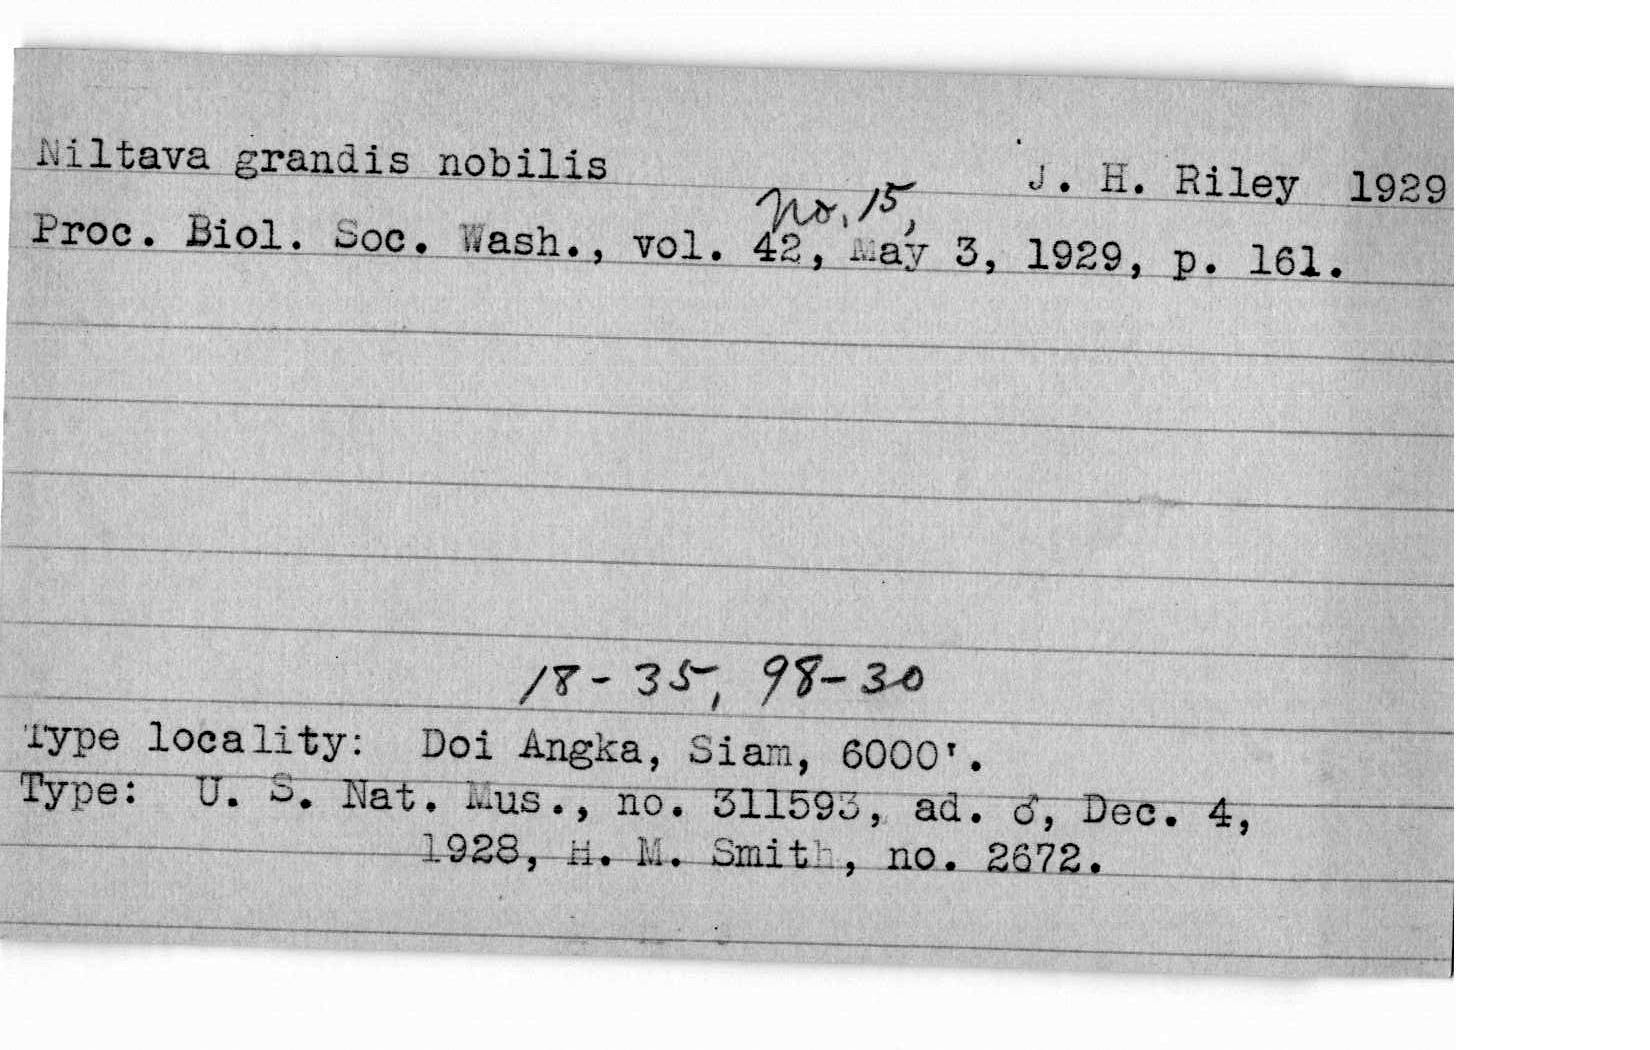 Niltava grandis nobilis J. H. Riley 1929
no. 15,
Proc. Biol. Soc. Wash., vol. 42, May 3, 1929, p. 161.
18-35, 98-30
Type locality: Doi Angka, Siam, 6000'.
Type: U. S. Nat. Mus., no. 311593, ad. ♂, Dec. 4,
1928, H. M. Smith, no. 2672.